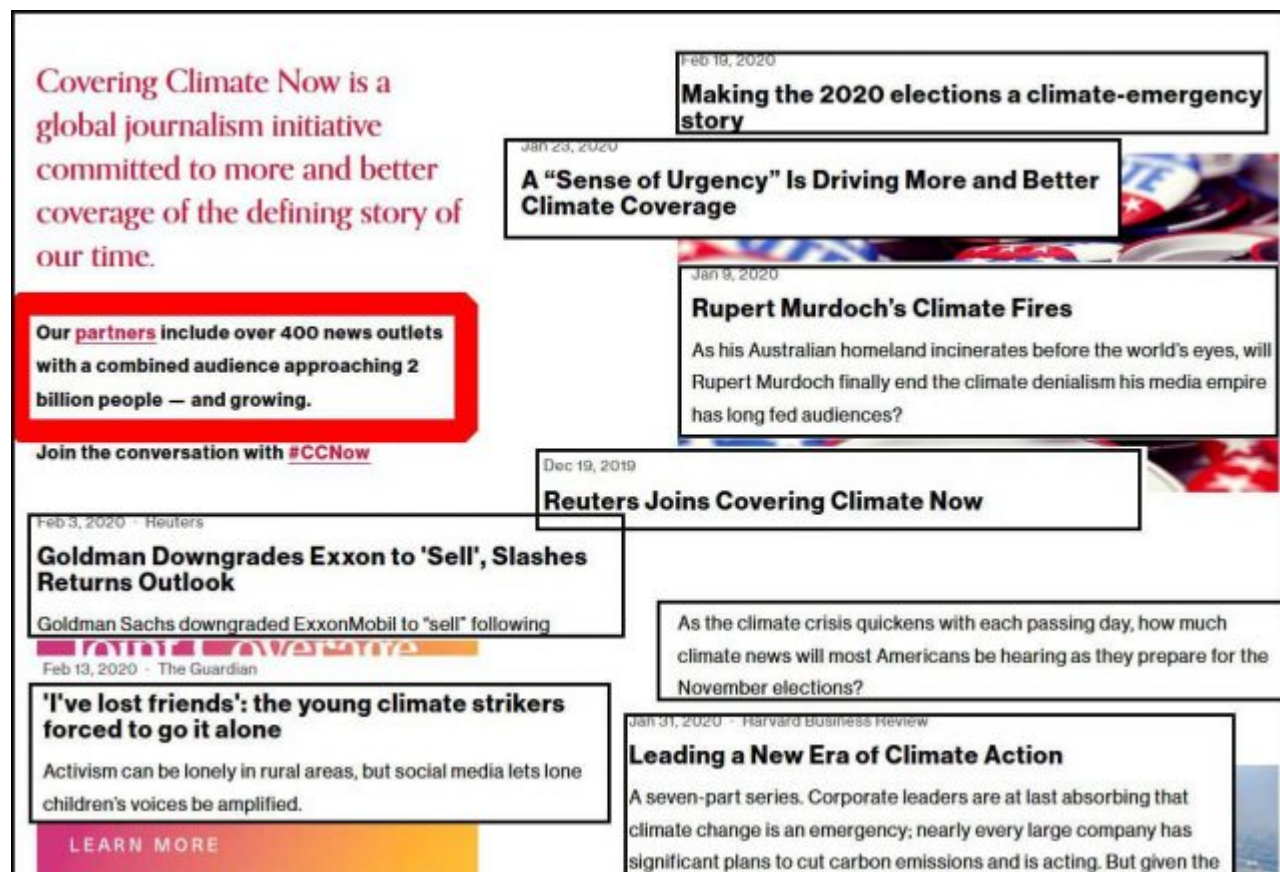 Covering Climate Now is a
global journalism initiative
committed to more and better
coverage of the defining story of
our time.
Our partners include over 400 news outlets
with a combined audience approaching 2
billion people — and growing.
Join the conversation with #CCNow
Feb 3, 2020 · Reuters
Goldman Downgrades Exxon to 'Sell', Slashes
Returns Outlook
Goldman Sachs downgraded ExxonMobil to “sell” following
Joint Coverage
Feb 13, 2020 · The Guardian
'I've lost friends': the young climate strikers
forced to go it alone
Activism can be lonely in rural areas, but social media lets lone
children’s voices be amplified.
LEARN MORE
Feb 19, 2020
Making the 2020 elections a climate-emergency
story
Jan 23, 2020
A “Sense of Urgency” Is Driving More and Better
Climate Coverage
Jan 9, 2020
Rupert Murdoch’s Climate Fires
As his Australian homeland incinerates before the world’s eyes, will
Rupert Murdoch finally end the climate denialism his media empire
has long fed audiences?
Dec 19, 2019
Reuters Joins Covering Climate Now
As the climate crisis quickens with each passing day, how much
climate news will most Americans be hearing as they prepare for the
November elections?
Jan 31, 2020 · Harvard Business Review
Leading a New Era of Climate Action
A seven-part series. Corporate leaders are at last absorbing that
climate change is an emergency; nearly every large company has
significant plans to cut carbon emissions and is acting. But given the